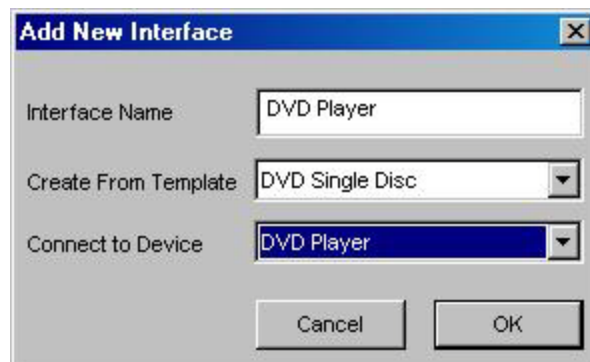 Add New Interface
Interface Name DVD Player
Create From Template DVD Single Disc
Connect to Device DVD Player
Cancel OK